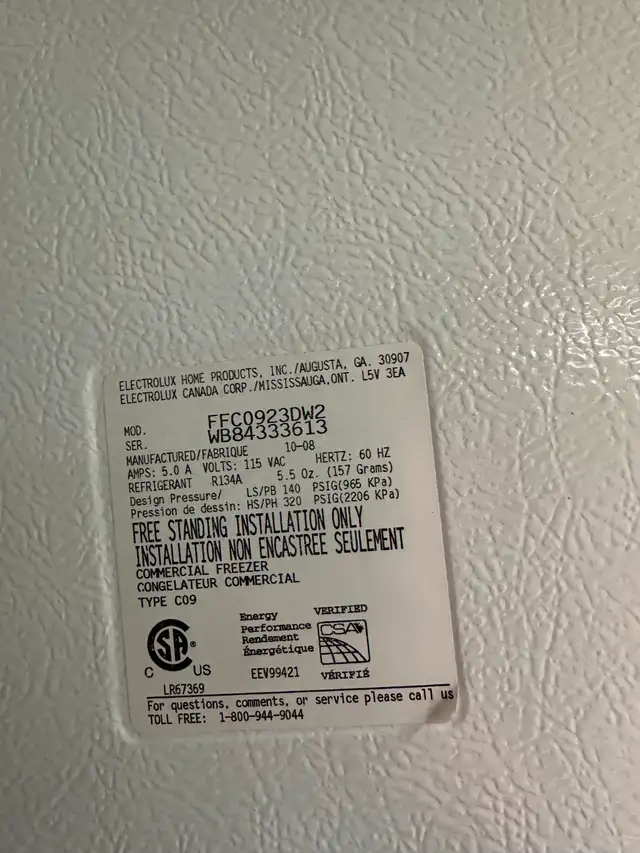 ELECTROLUX HOME PRODUCTS, INC./AUGUSTA, GA. 30907
ELECTROLUX CANADA CORP./MISSISSAUGA,ONT. L5V 3EA
MOD. FFC0923DW2
SER. WB84333613
MANUFACTURED/FABRIQUE 10-08
AMPS: 5.0 A VOLTS: 115 VAC HERTZ: 60 HZ
REFRIGERANT R134A 5.5 Oz. (157 Grams)
Design Pressure/ LS/PB 140 PSIG(965 KPa)
Pression de dessin: HS/PH 320 PSIG(2206 KPa)
FREE STANDING INSTALLATION ONLY
INSTALLATION NON ENCASTREE SEULEMENT
COMMERCIAL FREEZER
CONGELATEUR COMMERCIAL
TYPE C09
SA ®
C US
LR67369
Energy
Performance
Rendement
Énergétique
EEV99421
VERIFIED
CSA
VÉRIFIÉ
For questions, comments, or service please call us
TOLL FREE: 1-800-944-9044